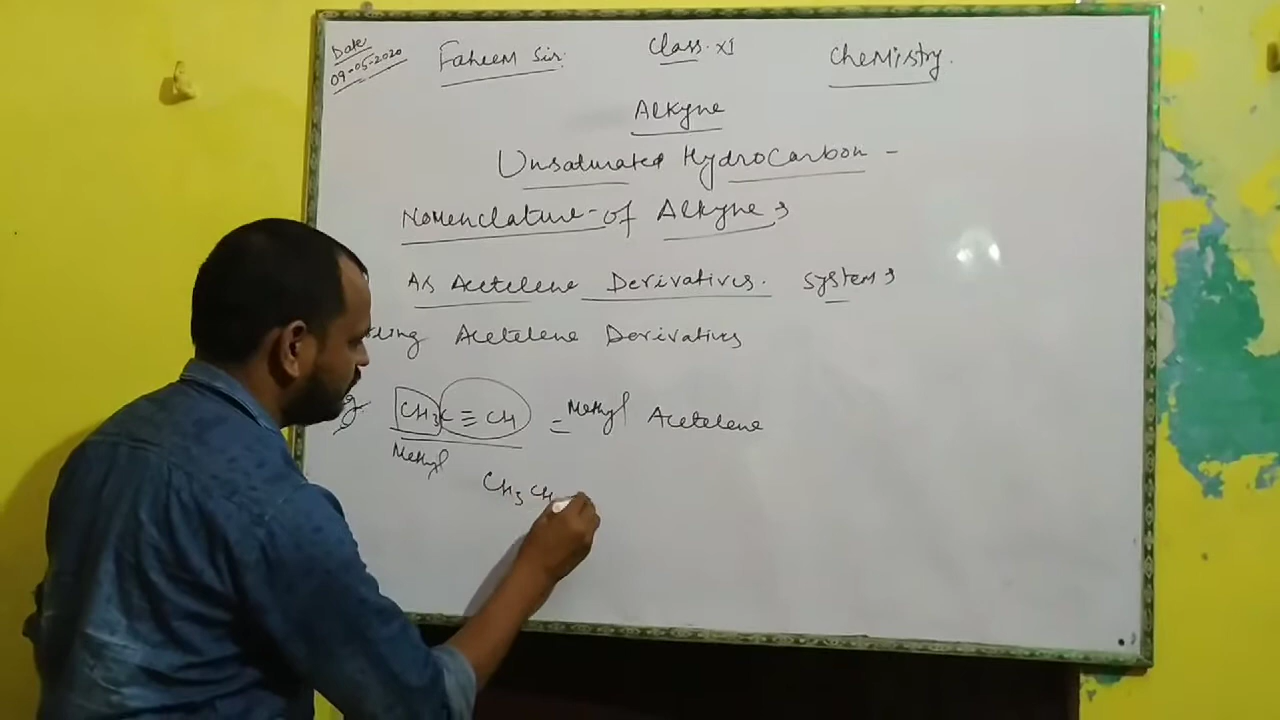 Date
09-05-2020
Faheem Sir:
Class. XI
Chemistry.
Alkyne
Unsaturated Hydrocarbon -
Nomenclature - of Alkyne;
As Acetelene Derivatives. System;
Acetelene Derivatives
CH3C ≡ CH = Methyl Acetelene
Methyl
CH3 CH